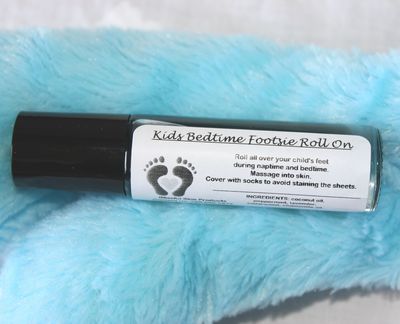 Kids Bedtime Footsie Roll On
Roll all over your child's feet
during naptime and bedtime.
Massage into skin.
Cover with socks to avoid staining the sheets.
INGREDIENTS: coconut oil,